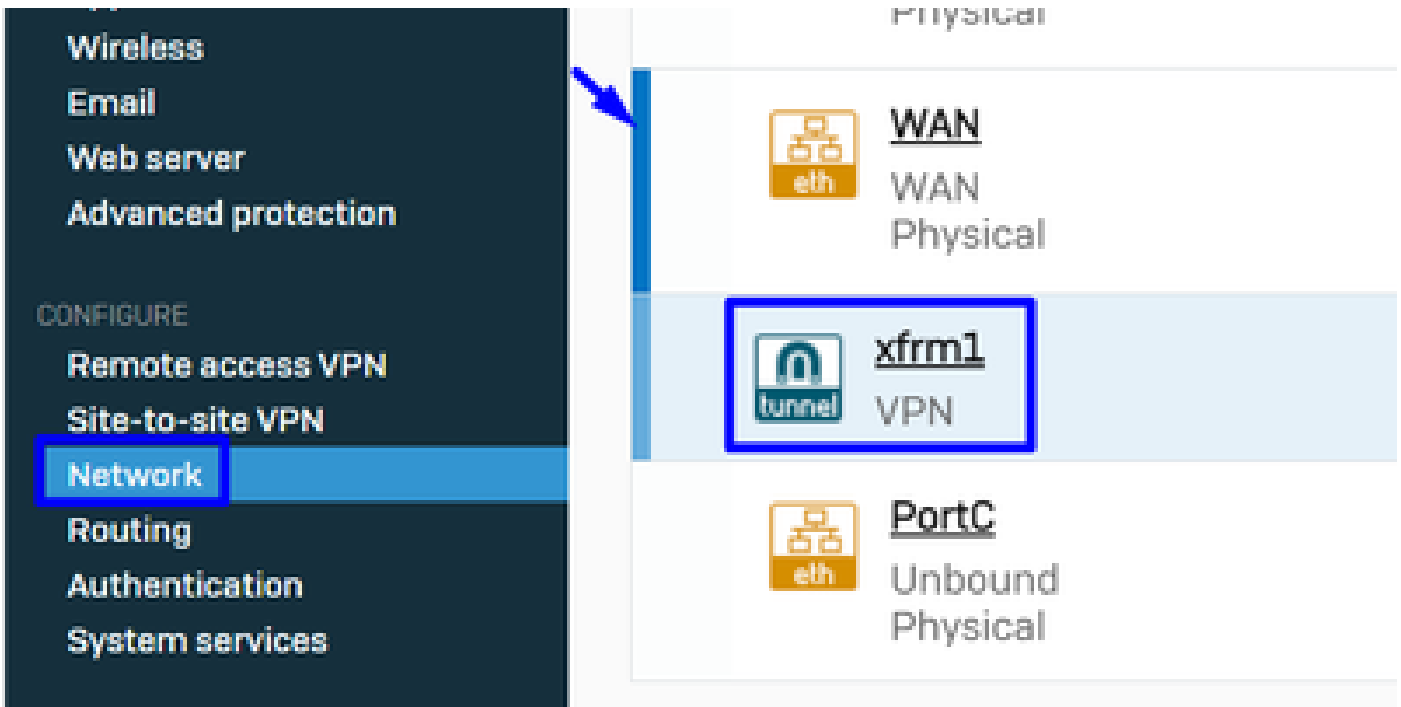 Wireless
Email
Web server
Advanced protection
CONFIGURE
Remote access VPN
Site-to-site VPN
Network
Routing
Authentication
System services
Physical
eth
WAN
WAN
Physical
tunnel
xfrm1
VPN
eth
PortC
Unbound
Physical